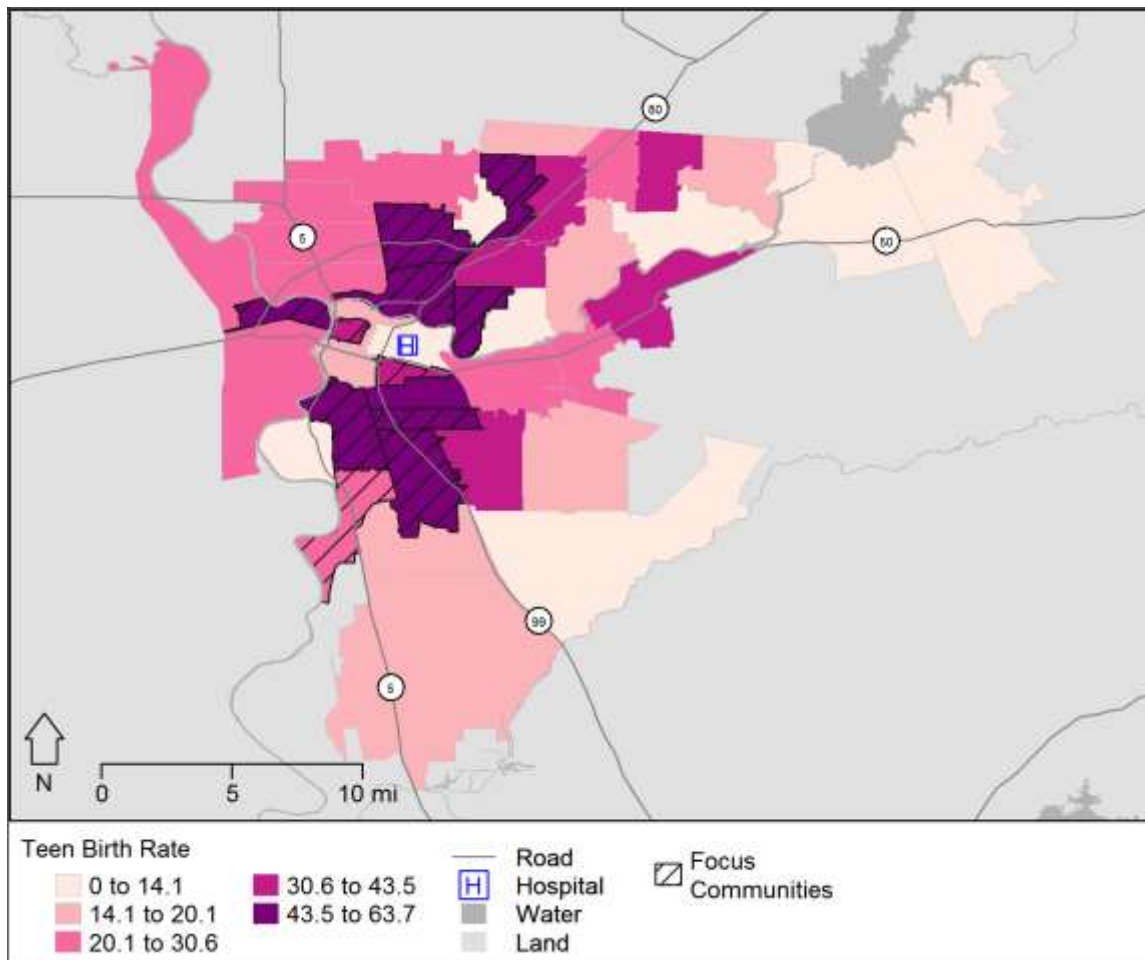 80
5
50
H
99
5
N
0 5 10 mi
Teen Birth Rate
0 to 14.1
14.1 to 20.1
20.1 to 30.6
30.6 to 43.5
43.5 to 63.7
Road
H Hospital
Water
Land
Focus
Communities